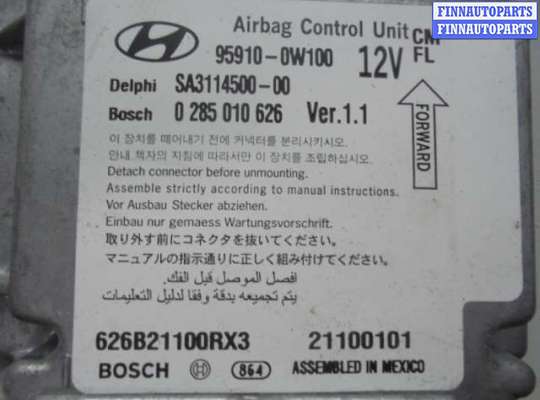 FINNAUTOPARTS
FINNAUTOPARTS
Airbag Control Unit CM
95910-0W100 12V FL
Delphi SA3114500-00
Bosch 0 285 010 626 Ver.1.1
FORWARD
이 장치를 떼어내기 전에 커넥터를 분리사키시오.
안내 책자의 지침에 따라서만 이 장치를 조립하십시오.
Detach connector before unmounting.
Assemble strictly according to manual instructions.
Vor Ausbau Stecker abziehen.
Einbau nur gemaess Wartungsvorschrift.
取り外す前にコネクタを抜いてください。
マニュアルの指示通りに正しく組み付けてください。
افصل الموصل قبل الفك.
يتم تجميعه بدقة وفقا لدليل التعليمات
626B21100RX3 21100101
BOSCH 864 ASSEMBLED IN MEXICO
FINNAUTOPARTS
FINNAUTOPARTS